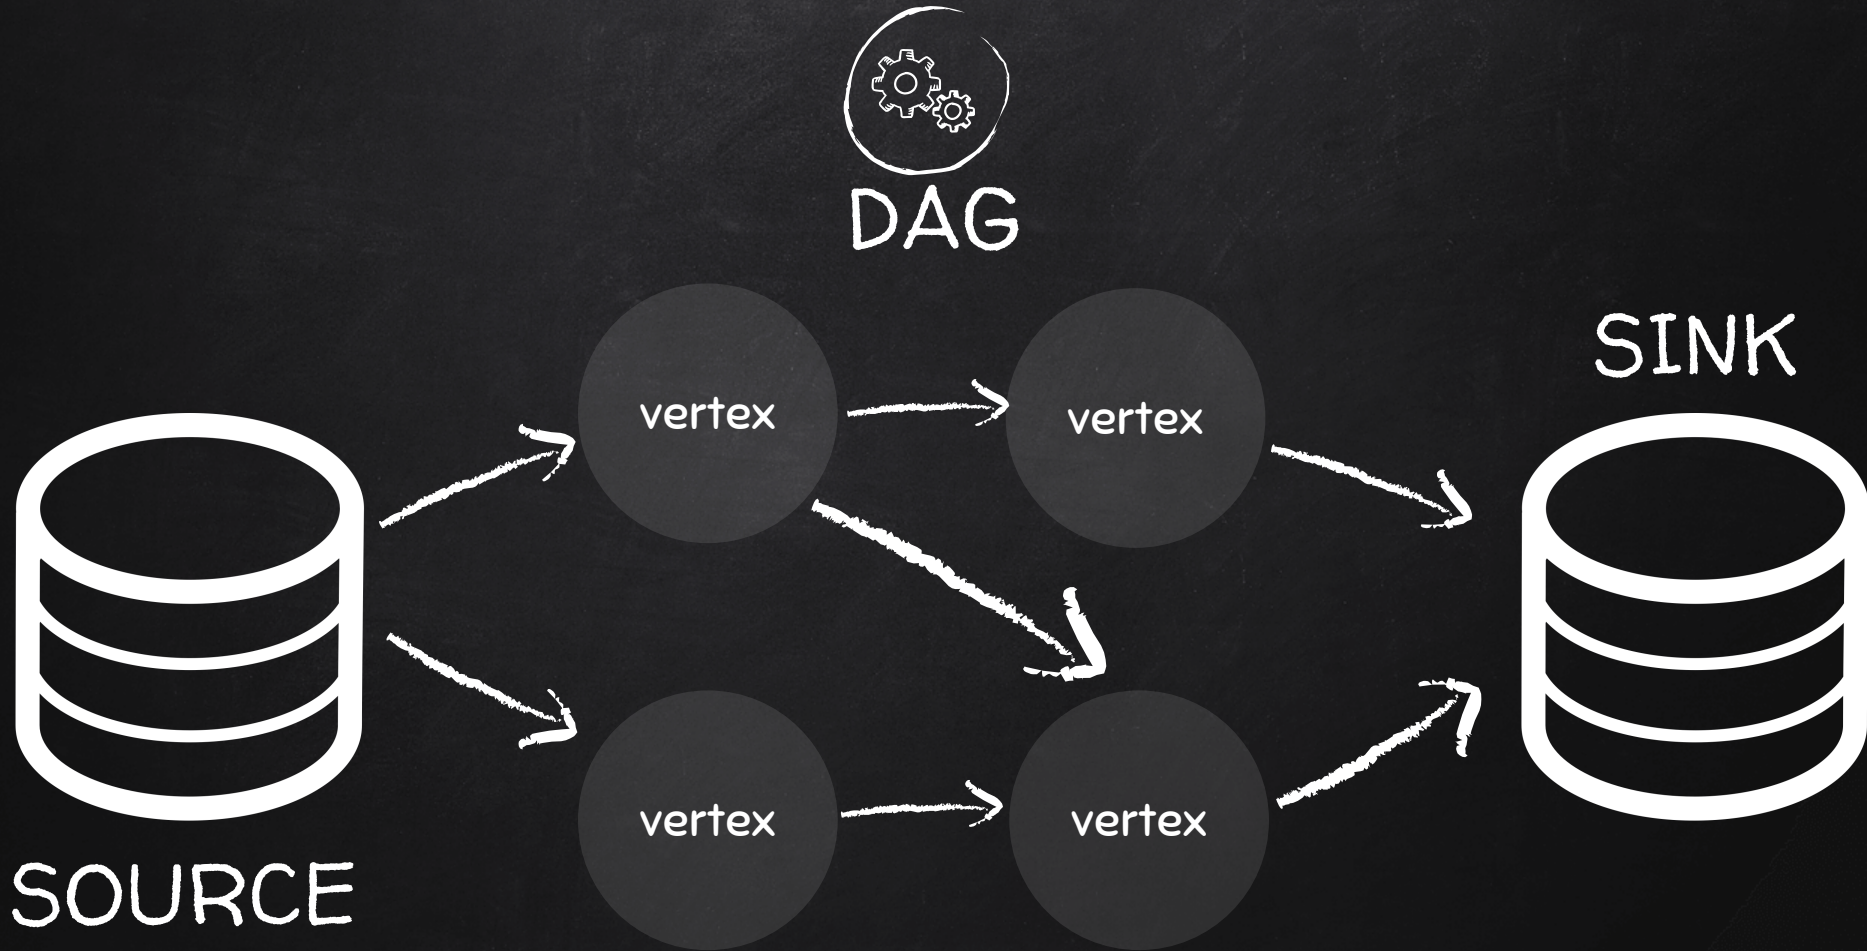 DAG
SINK
vertex
vertex
vertex
vertex
SOURCE